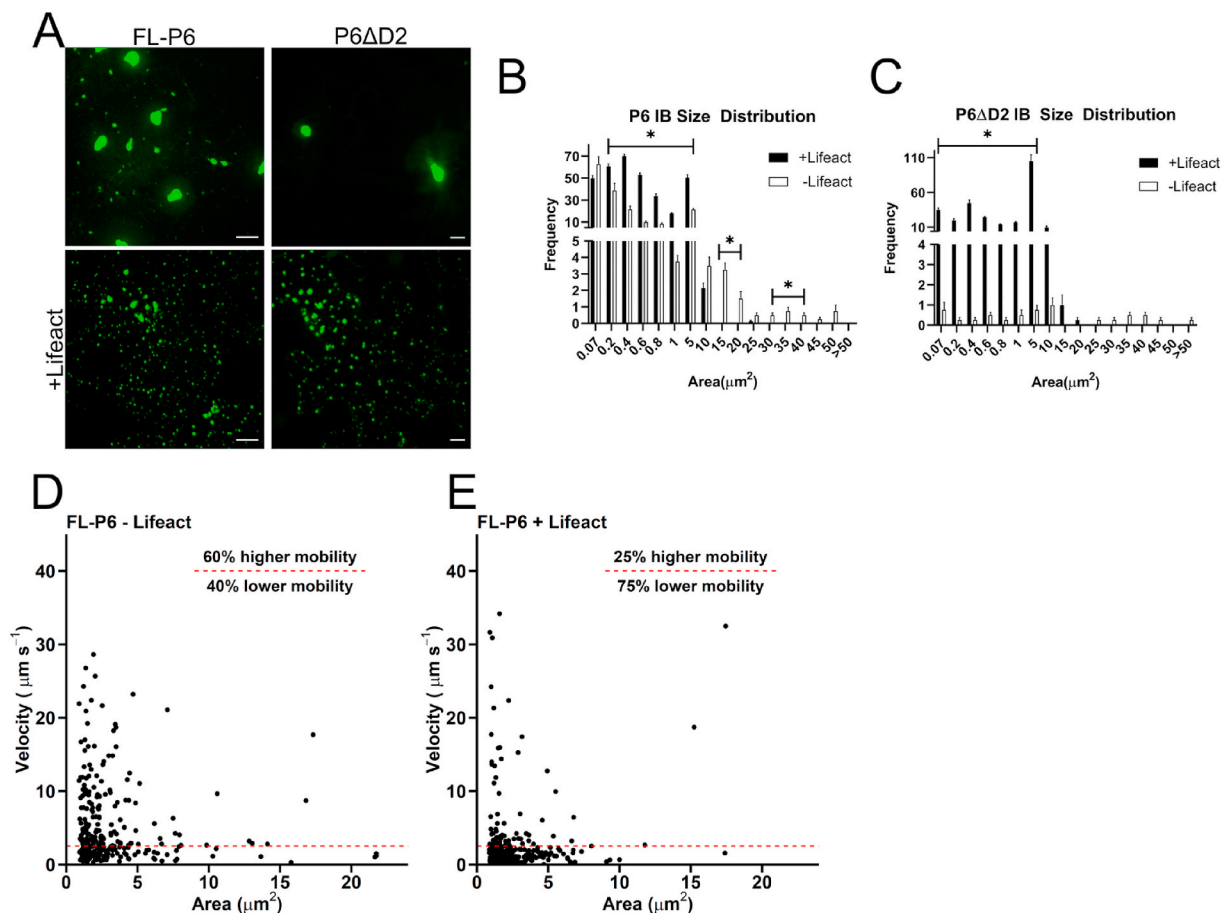 A
FL-P6
P6ΔD2
+Lifeact
B
P6 IB Size Distribution
*
+Lifeact
-Lifeact
*
*
Frequency
70
50
30
10
5
4
3
2
1
0
0.07 0.2 0.4 0.6 0.8 1 5 10 15 20 25 30 35 40 45 50 >50
Area(μm²)
C
P6ΔD2 IB Size Distribution
*
+Lifeact
-Lifeact
Frequency
110
60
10
5
4
3
2
1
0
0.07 0.2 0.4 0.6 0.8 1 5 10 15 20 25 30 35 40 45 50 >50
Area(μm²)
D
FL-P6 - Lifeact
60% higher mobility
40% lower mobility
Velocity ( μm s⁻¹)
40
30
20
10
0
0 5 10 15 20
Area (μm²)
E
FL-P6 + Lifeact
25% higher mobility
75% lower mobility
Velocity ( μm s⁻¹)
40
30
20
10
0
0 5 10 15 20
Area (μm²)